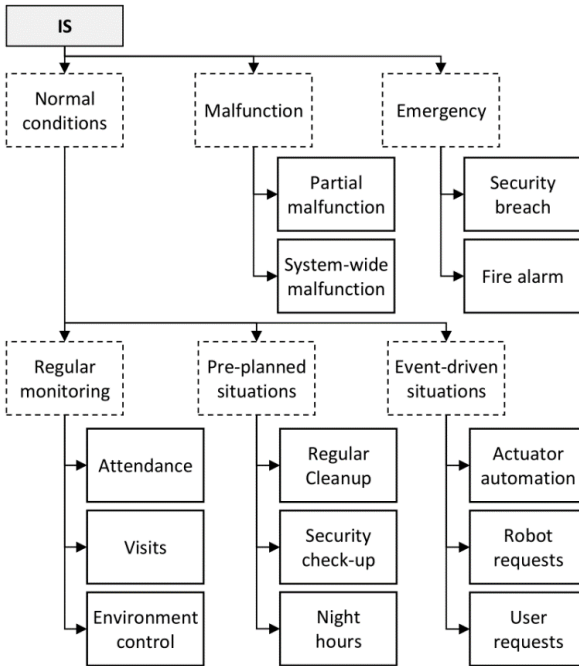 IS
Normal
conditions
Malfunction
Emergency
Partial
malfunction
Security
breach
System-wide
malfunction
Fire alarm
Regular
monitoring
Pre-planned
situations
Event-driven
situations
Attendance
Regular
Cleanup
Actuator
automation
Visits
Security
check-up
Robot
requests
Environment
control
Night
hours
User
requests